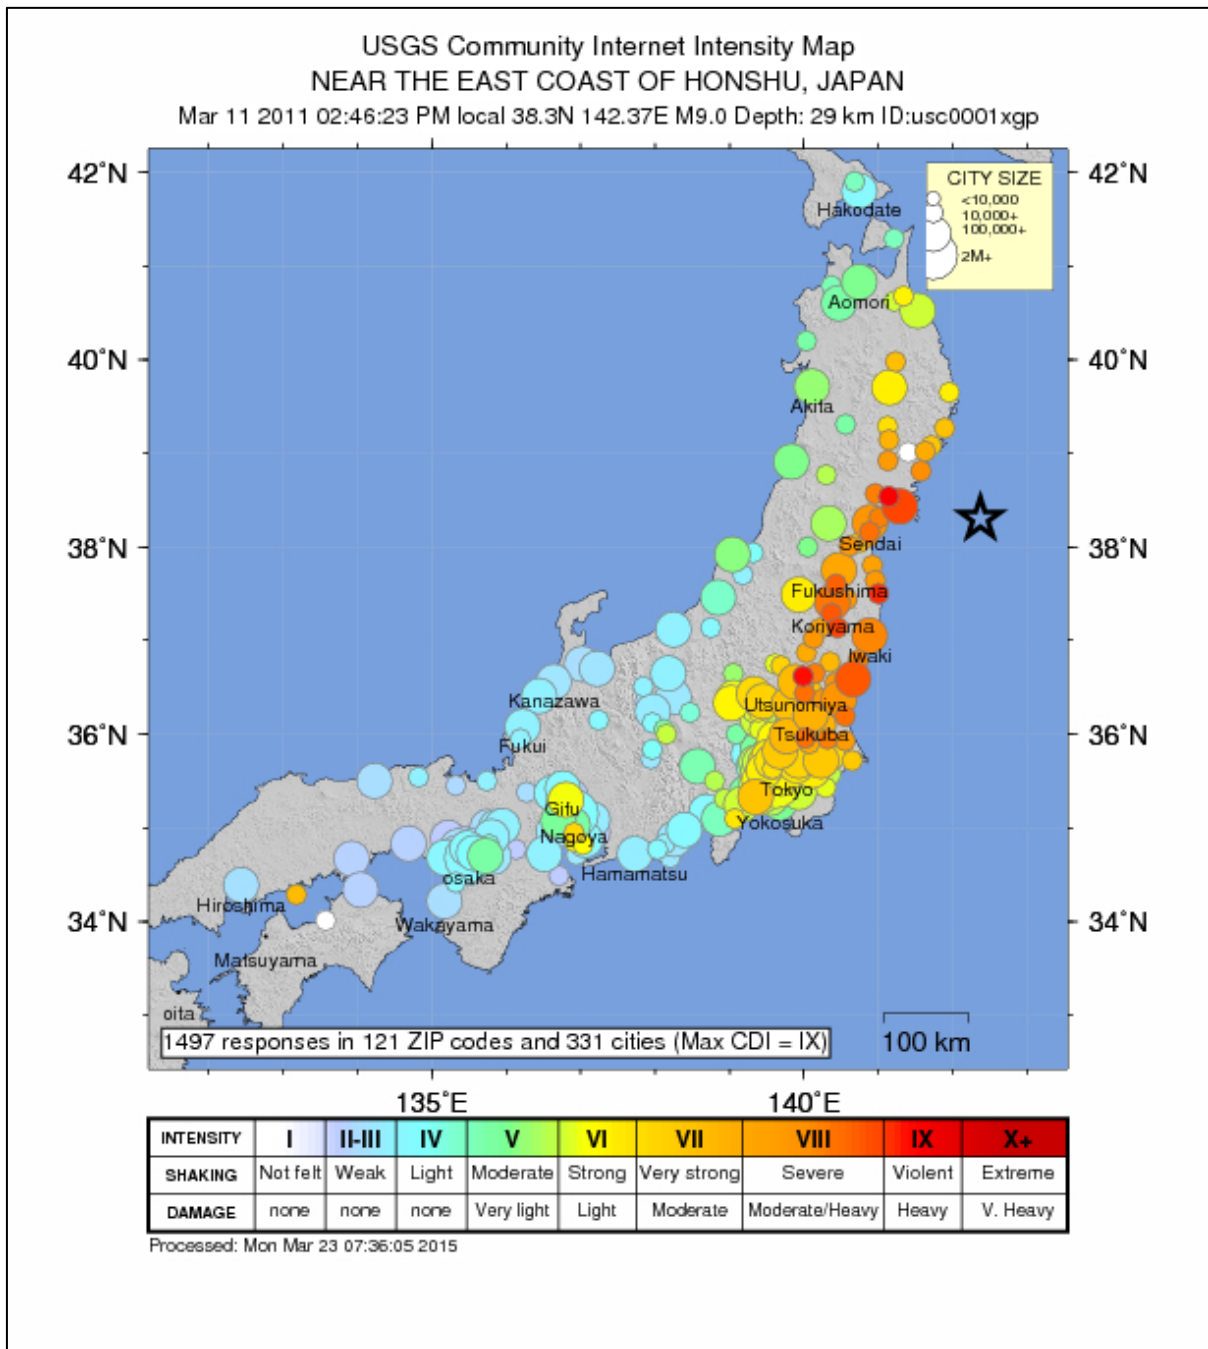 USGS Community Internet Intensity Map
NEAR THE EAST COAST OF HONSHU, JAPAN
Mar 11 2011 02:46:23 PM local 38.3N 142.37E M9.0 Depth: 29 km ID:usc0001xgp
42˚N
42˚N
CITY SIZE
<10,000
10,000+
100,000+
2M+
Hakodate
Aomori
40˚N
40˚N
Akita
38˚N
38˚N
Sendai
Fukushima
Koriyama
Iwaki
Kanazawa
Utsunomiya
36˚N
36˚N
Fukui
Tsukuba
Tokyo
Gifu
Yokosuka
Nagoya
Hamamatsu
osaka
Hiroshima
34˚N
34˚N
Wakayama
Matsuyama
oita
1497 responses in 121 ZIP codes and 331 cities (Max CDI = IX)
100 km
135˚E
140˚E
INTENSITY I II-III IV V VI VII VIII IX X+
SHAKING Not felt Weak Light Moderate Strong Very strong Severe Violent Extreme
DAMAGE none none none Very light Light Moderate Moderate/Heavy Heavy V. Heavy
Processed: Mon Mar 23 07:36:05 2015